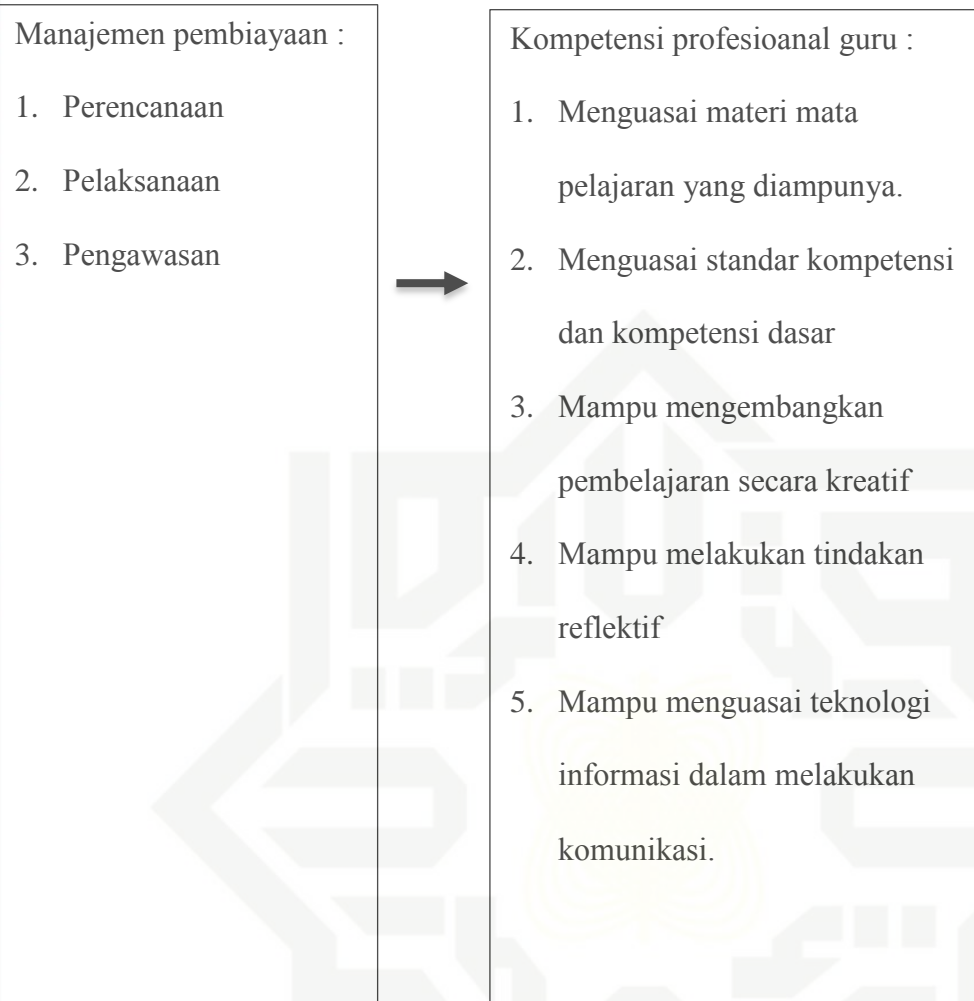 Manajemen pembiayaan :
1. Perencanaan
2. Pelaksanaan
3. Pengawasan
Kompetensi profesioanal guru :
1. Menguasai materi mata
pelajaran yang diampunya.
2. Menguasai standar kompetensi
dan kompetensi dasar
3. Mampu mengembangkan
pembelajaran secara kreatif
4. Mampu melakukan tindakan
reflektif
5. Mampu menguasai teknologi
informasi dalam melakukan
komunikasi.